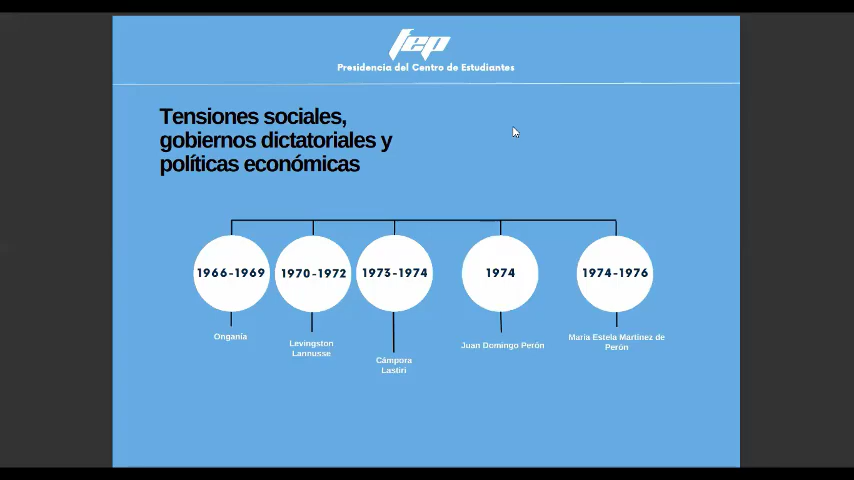 fep
Presidencia del Centro de Estudiantes
Tensiones sociales,
gobiernos dictatoriales y
políticas económicas
1966-1969
1970-1972
1973-1974
1974
1974-1976
Onganía
Levingston
Lannusse
Cámpora
Lastiri
Juan Domingo Perón
María Estela Martínez de
Perón